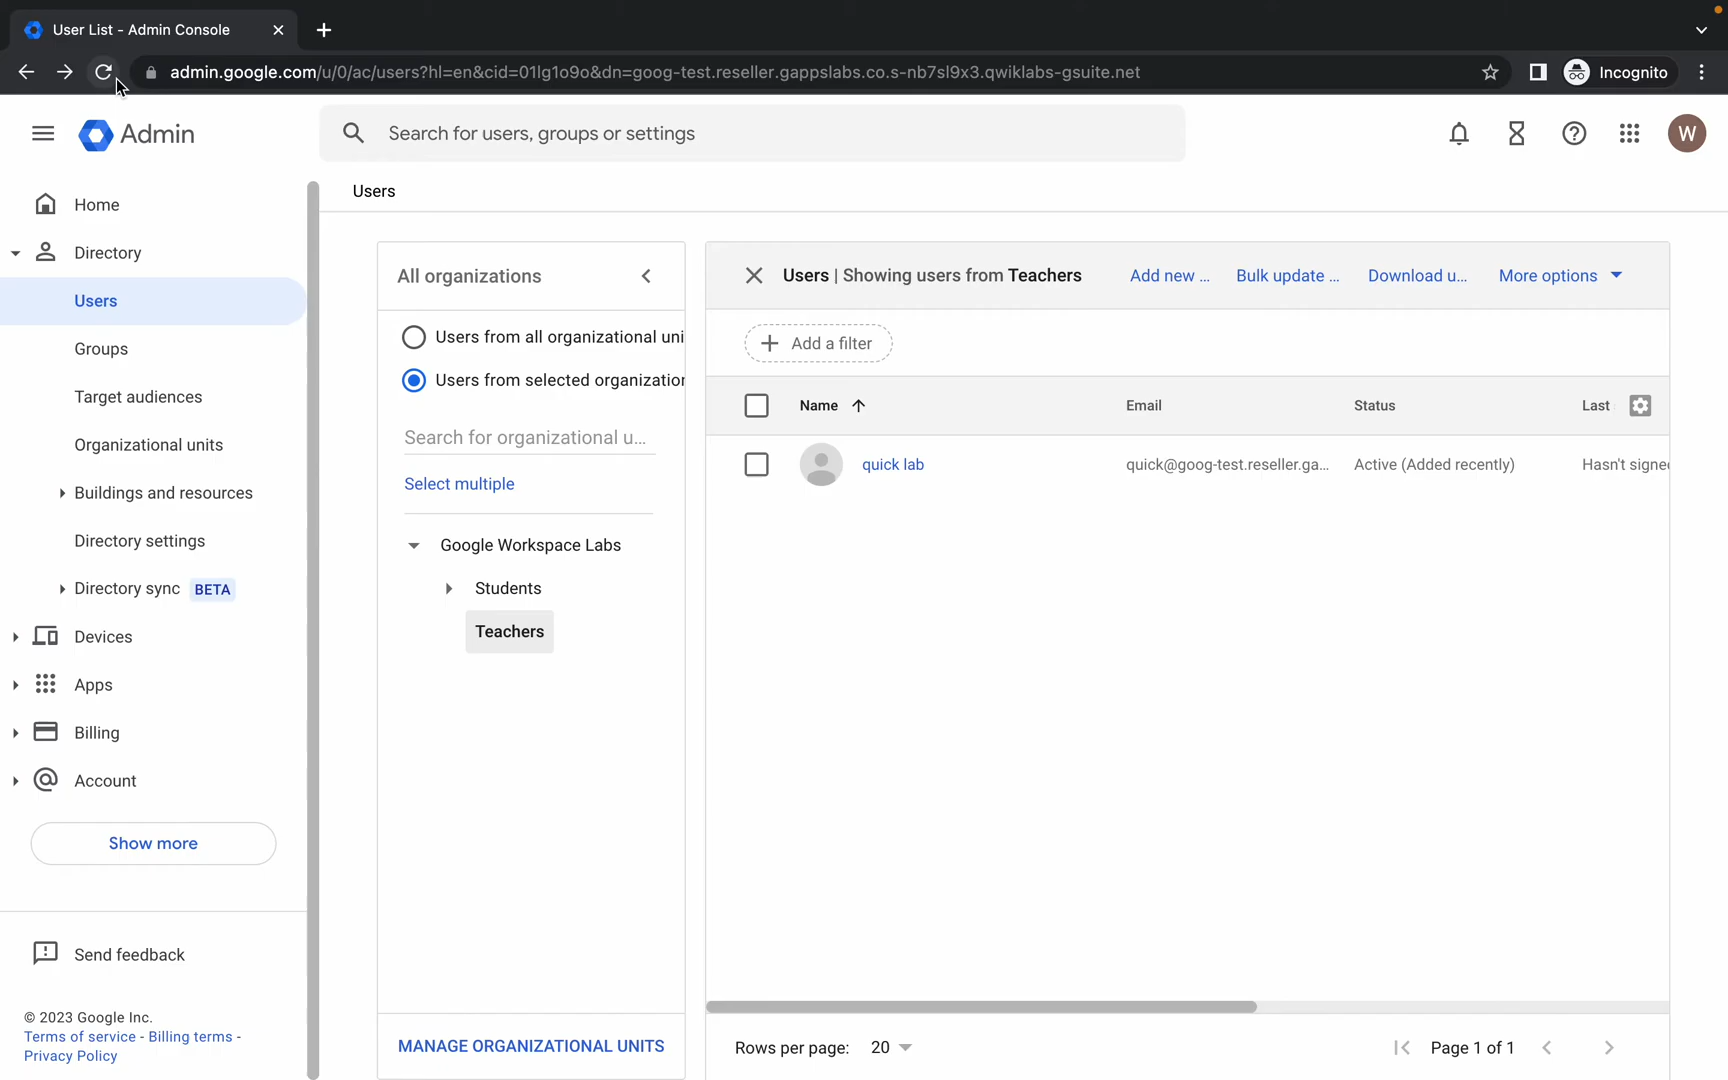 User List - Admin Console
admin.google.com/u/0/ac/users?hl=en&cid=01lg1o9o&dn=goog-test.reseller.gappslabs.co.s-nb7sl9x3.qwiklabs-gsuite.net
Incognito
Admin
Search for users, groups or settings
W
Home
Directory
Users
Groups
Target audiences
Organizational units
Buildings and resources
Directory settings
Directory sync BETA
Devices
Apps
Billing
Account
Show more
Send feedback
© 2023 Google Inc.
Terms of service - Billing terms -
Privacy Policy
Users
All organizations
Users from all organizational uni
Users from selected organization
Search for organizational u...
Select multiple
Google Workspace Labs
Students
Teachers
MANAGE ORGANIZATIONAL UNITS
Users | Showing users from Teachers
Add new ...
Bulk update ...
Download u...
More options
Add a filter
Name
Email
Status
Last
quick lab
quick@goog-test.reseller.ga...
Active (Added recently)
Hasn't signe
Rows per page: 20
Page 1 of 1